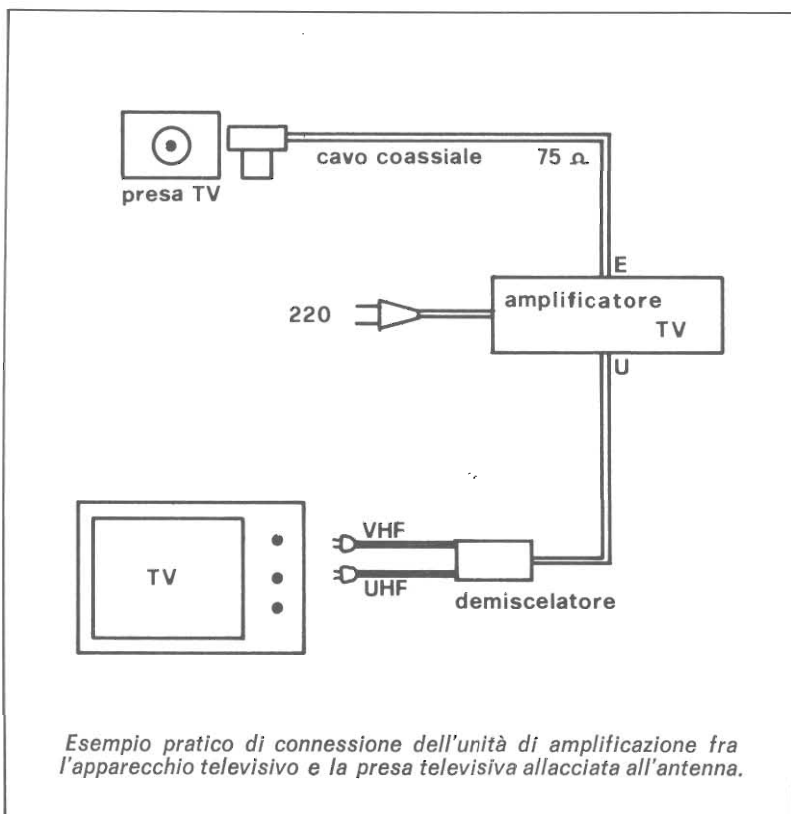 cavo coassiale 75 Ω
presa TV
E
amplificatore
220
TV
U
VHF
TV
UHF
demiscelatore
Esempio pratico di connessione dell'unità di amplificazione fra
l'apparecchio televisivo e la presa televisiva allacciata all'antenna.